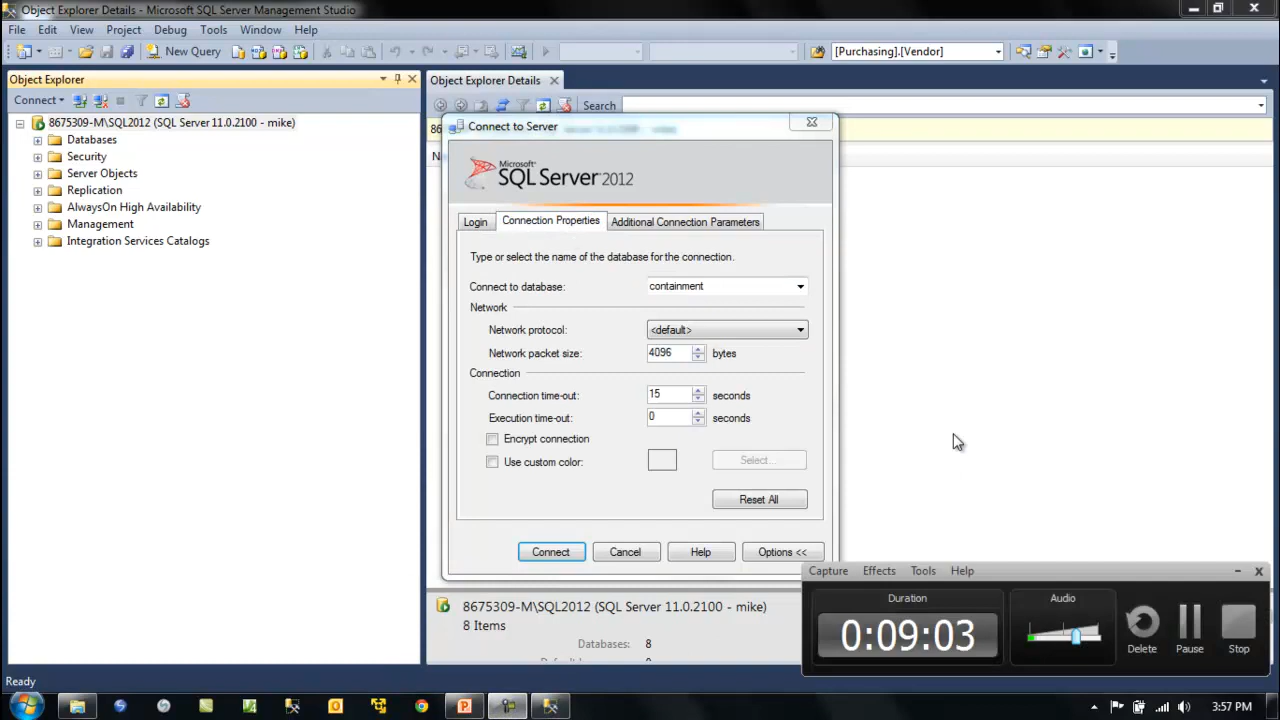 Object Explorer Details - Microsoft SQL Server Management Studio
File Edit View Project Debug Tools Window Help
New Query [Purchasing].[Vendor]
Object Explorer
Connect
8675309-M\SQL2012 (SQL Server 11.0.2100 - mike)
Databases
Security
Server Objects
Replication
AlwaysOn High Availability
Management
Integration Services Catalogs
Object Explorer Details
Search
Connect to Server
Microsoft
SQL Server 2012
Login Connection Properties Additional Connection Parameters
Type or select the name of the database for the connection.
Connect to database: containment
Network
Network protocol: <default>
Network packet size: 4096 bytes
Connection
Connection time-out: 15 seconds
Execution time-out: 0 seconds
Encrypt connection
Use custom color: Select...
Reset All
Connect Cancel Help Options <<
8675309-M\SQL2012 (SQL Server 11.0.2100 - mike)
8 Items
Databases: 8
Capture Effects Tools Help
Duration Audio
0:09:03
Delete Pause Stop
Ready
3:57 PM